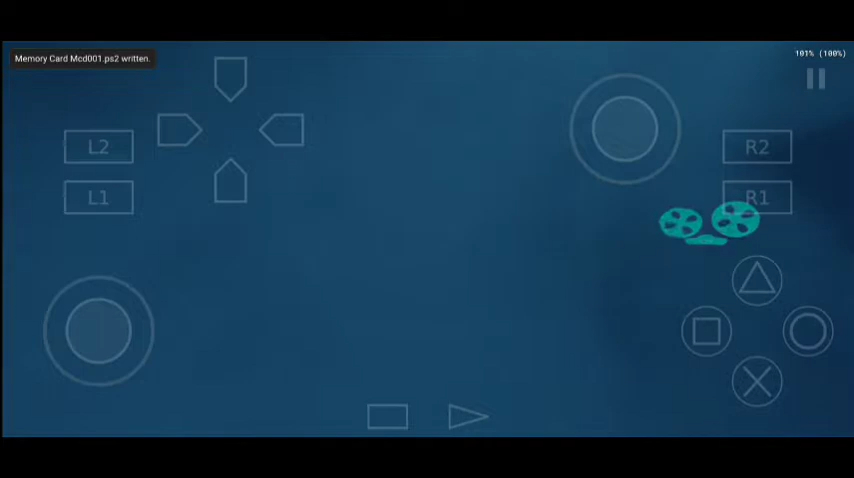 Memory Card Mcd001.ps2 written.
101% (100%)
L2
R2
L1
R1